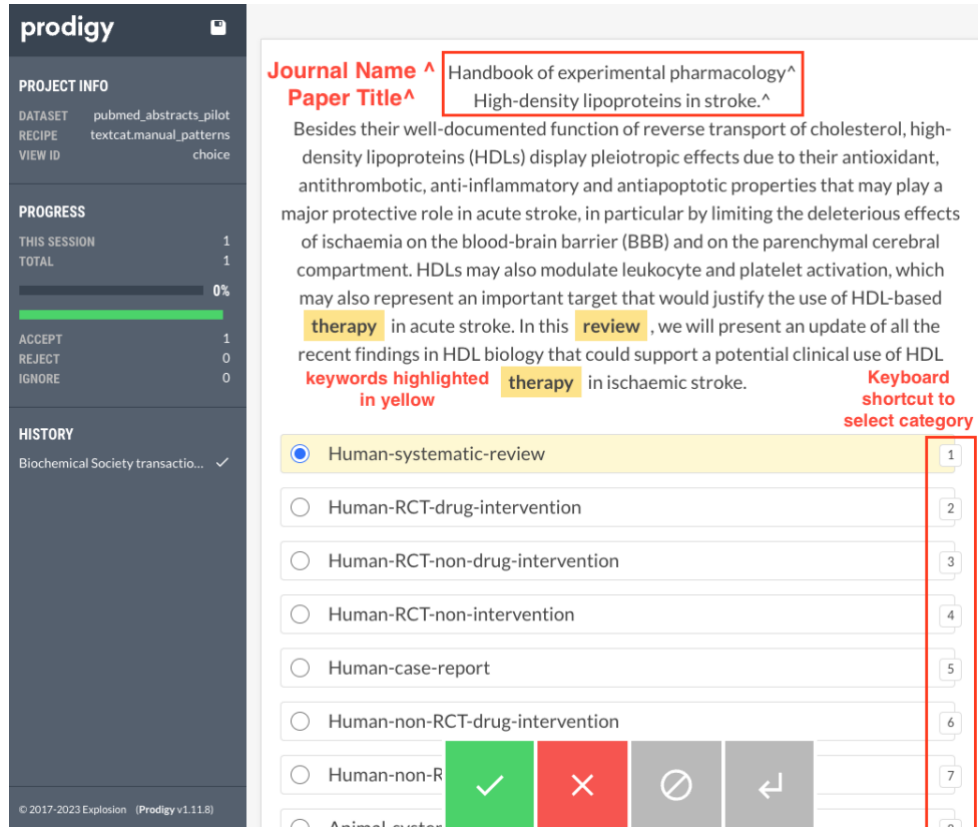 prodigy
PROJECT INFO
DATASET pubmed_abstracts_pilot
RECIPE textcat.manual_patterns
VIEW ID choice
PROGRESS
THIS SESSION 1
TOTAL 1
0%
ACCEPT 1
REJECT 0
IGNORE 0
HISTORY
Biochemical Society transactio...
© 2017-2023 Explosion (Prodigy v1.11.8)
Journal Name ^ Handbook of experimental pharmacology^
Paper Title^ High-density lipoproteins in stroke.^
Besides their well-documented function of reverse transport of cholesterol, high-
density lipoproteins (HDLs) display pleiotropic effects due to their antioxidant,
antithrombotic, anti-inflammatory and antiapoptotic properties that may play a
major protective role in acute stroke, in particular by limiting the deleterious effects
of ischaemia on the blood-brain barrier (BBB) and on the parenchymal cerebral
compartment. HDLs may also modulate leukocyte and platelet activation, which
may also represent an important target that would justify the use of HDL-based
therapy in acute stroke. In this review , we will present an update of all the
recent findings in HDL biology that could support a potential clinical use of HDL
therapy in ischaemic stroke.
keywords highlighted
in yellow
Keyboard
shortcut to
select category
Human-systematic-review 1
Human-RCT-drug-intervention 2
Human-RCT-non-drug-intervention 3
Human-RCT-non-intervention 4
Human-case-report 5
Human-non-RCT-drug-intervention 6
Human-non-R 7